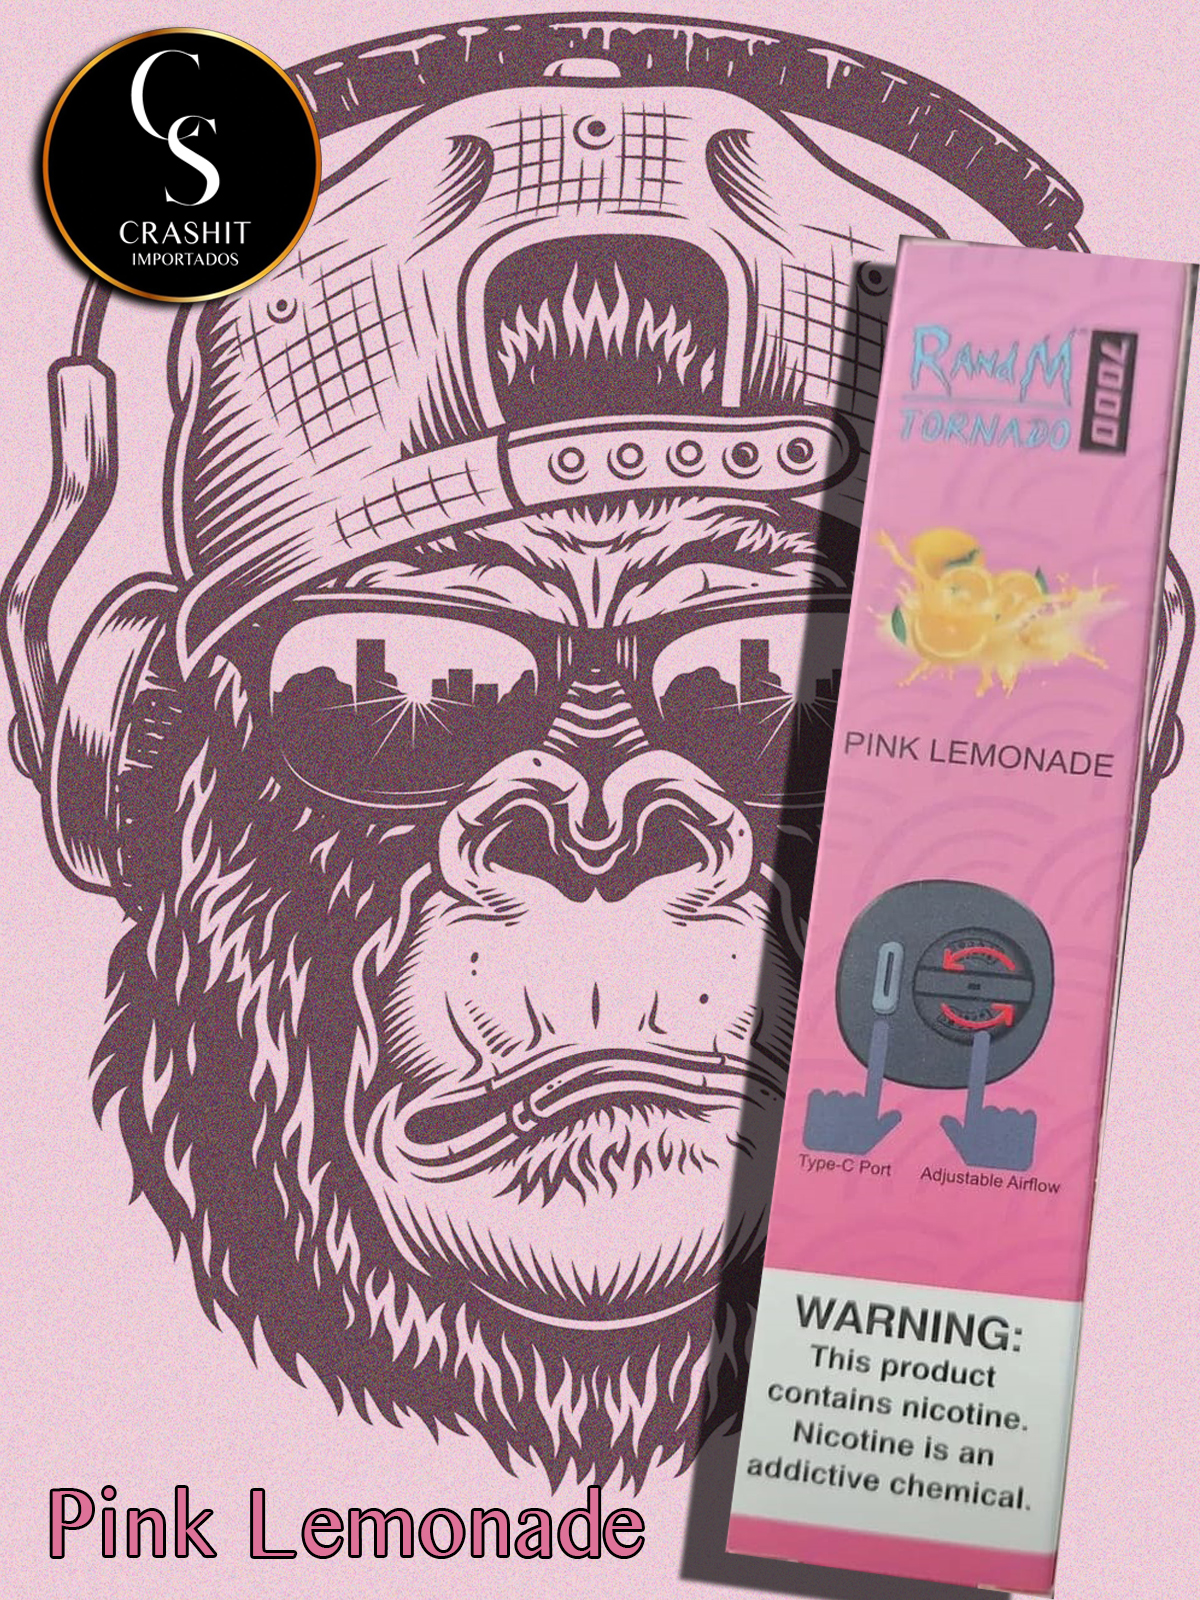 CS
CRASHIT
IMPORTADOS
RandM
TORNADO
7000
PINK LEMONADE
Type-C Port
Adjustable Airflow
WARNING:
This product
contains nicotine.
Nicotine is an
addictive chemical.
Pink Lemonade